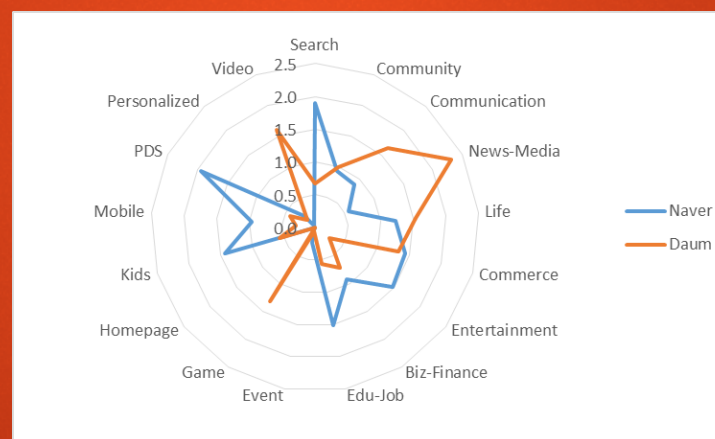 Search
Community
Communication
News-Media
Life
Commerce
Entertainment
Biz-Finance
Edu-Job
Event
Game
Homepage
Kids
Mobile
PDS
Personalized
Video
2.5
2.0
1.5
1.0
0.5
0.0
Naver
Daum